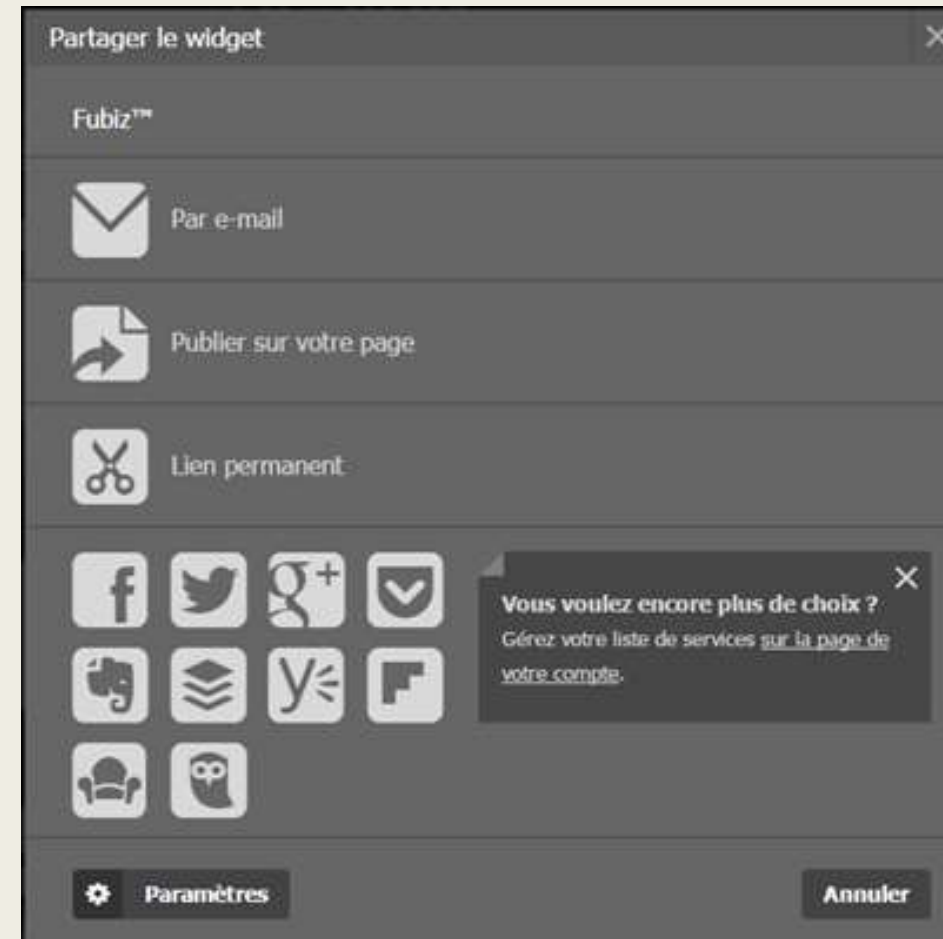 Partager le widget
Fubiz™
Par e-mail
Publier sur votre page
Lien permanent
Vous voulez encore plus de choix ?
Gérez votre liste de services sur la page de
votre compte.
Paramètres
Annuler